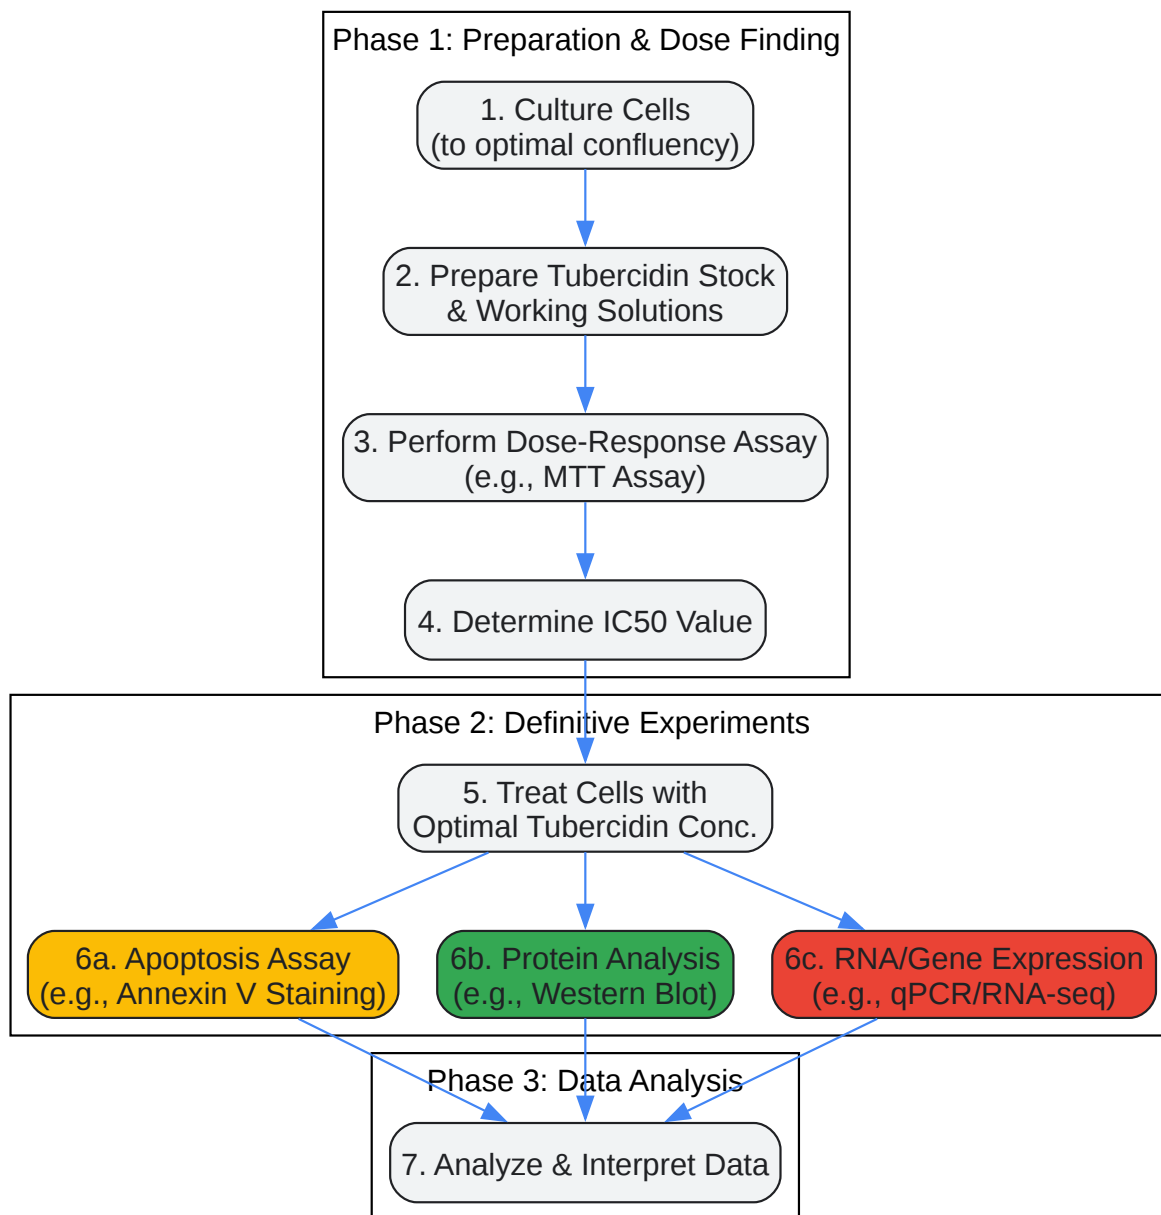 Phase 1: Preparation & Dose Finding
1. Culture Cells
(to optimal confluency)
2. Prepare Tubercidin Stock
& Working Solutions
3. Perform Dose-Response Assay
(e.g., MTT Assay)
4. Determine IC50 Value
Phase 2: Definitive Experiments
5. Treat Cells with
Optimal Tubercidin Conc.
6a. Apoptosis Assay
(e.g., Annexin V Staining)
6b. Protein Analysis
(e.g., Western Blot)
6c. RNA/Gene Expression
(e.g., qPCR/RNA-seq)
Phase 3: Data Analysis
7. Analyze & Interpret Data